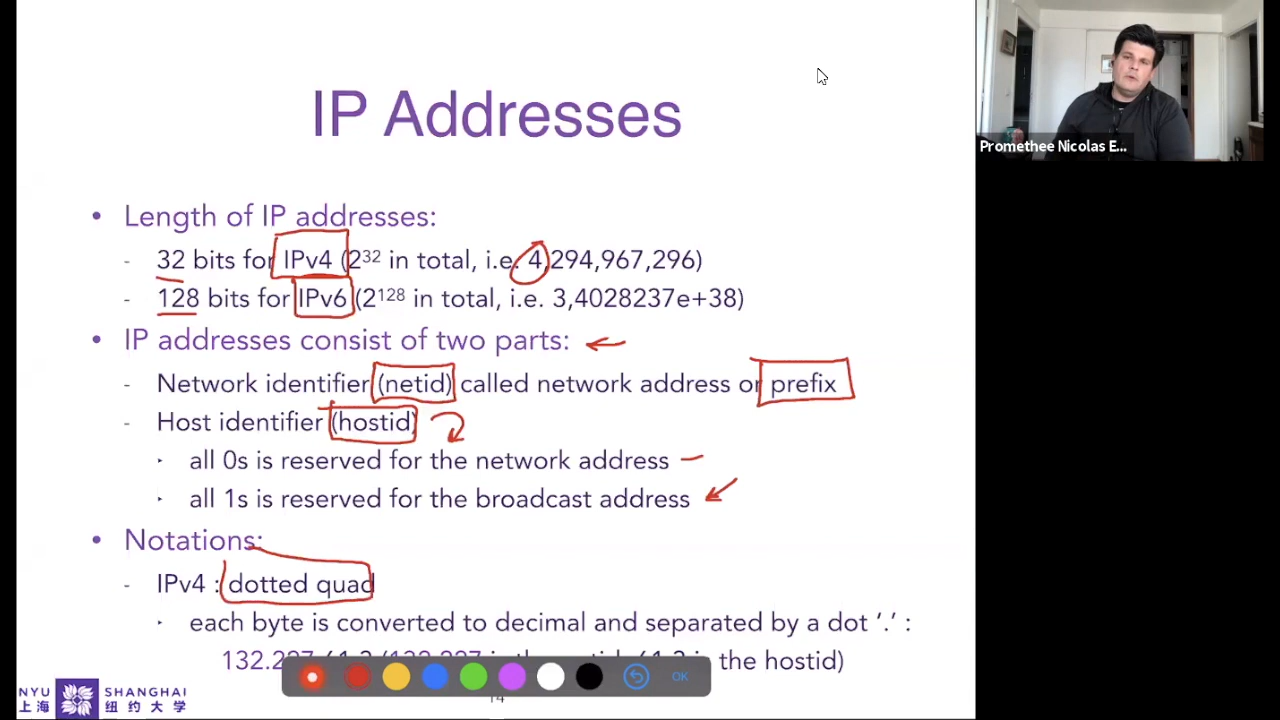 IP Addresses
Promethee Nicolas E...
• Length of IP addresses:
- 32 bits for IPv4 (2³² in total, i.e. 4,294,967,296)
- 128 bits for IPv6 (2¹²⁸ in total, i.e. 3,4028237e+38)
• IP addresses consist of two parts:
- Network identifier (netid) called network address or prefix
- Host identifier (hostid)
‣ all 0s is reserved for the network address
‣ all 1s is reserved for the broadcast address
• Notations:
- IPv4 : dotted quad
‣ each byte is converted to decimal and separated by a dot '.' :
the hostid)
OK
14
NYU SHANGHAI
上海 纽约大学